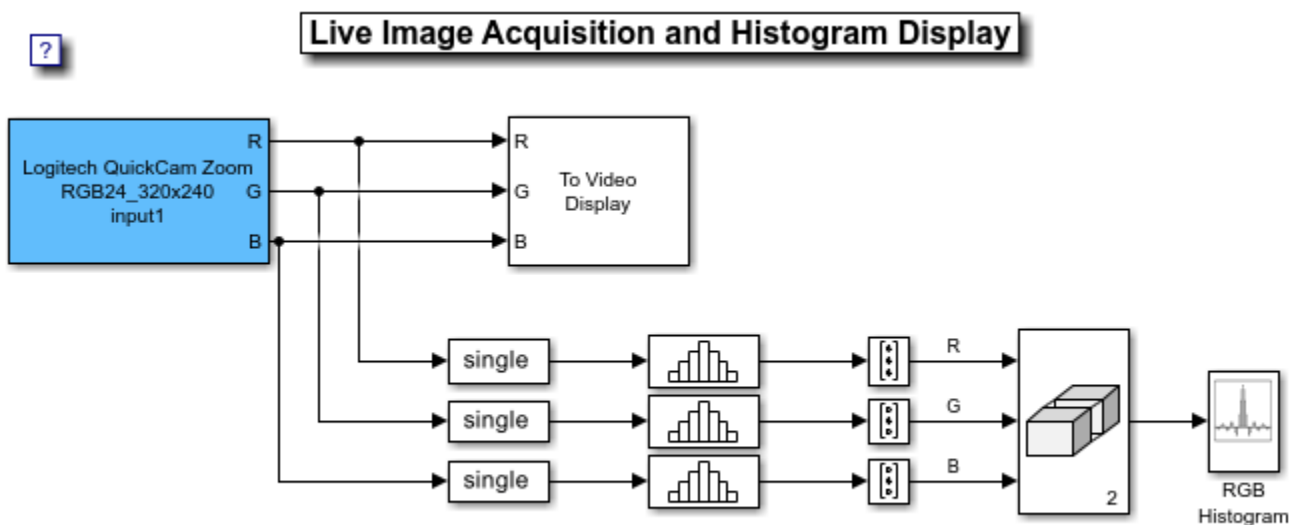 Live Image Acquisition and Histogram Display
?
R
Logitech QuickCam Zoom
RGB24_320x240
input1
G
B
R
G
B
To Video
Display
single
R
single
G
single
B
2
RGB
Histogram